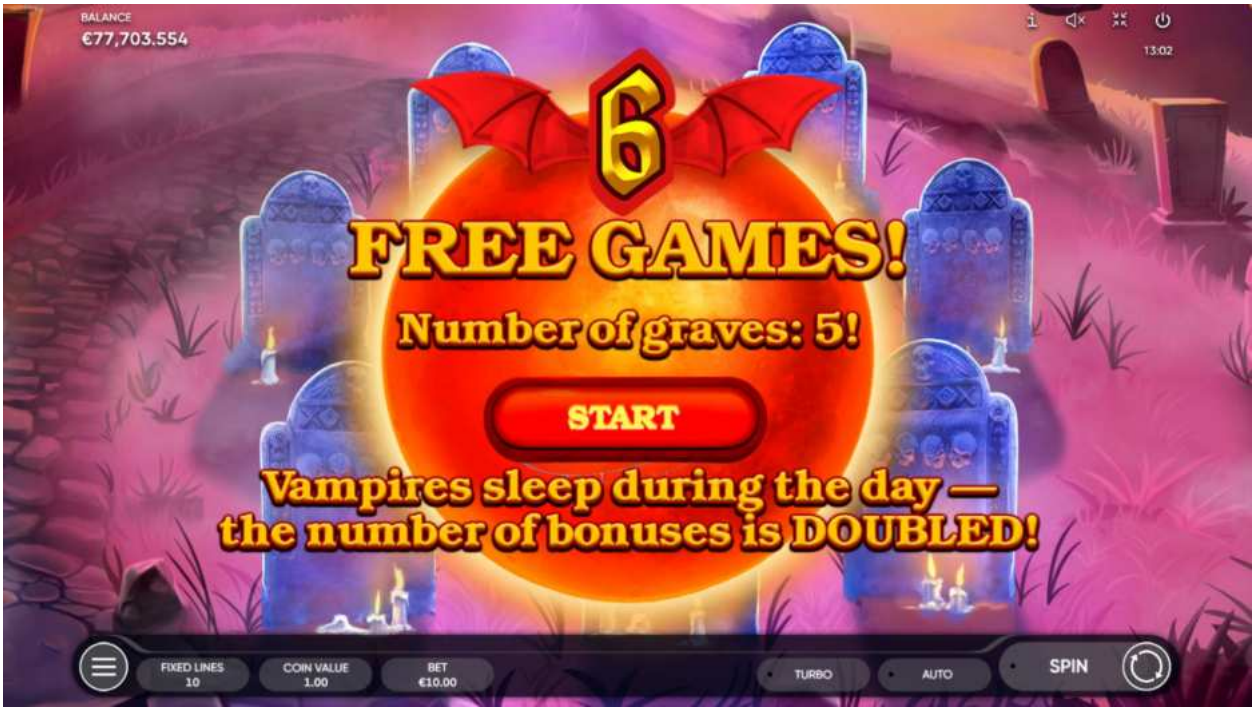 BALANCE
€77,703.554
13:02
6
FREE GAMES!
Number of graves: 5!
START
Vampires sleep during the day —
the number of bonuses is DOUBLED!
FIXED LINES
10
COIN VALUE
1.00
BET
€10.00
TURBO
AUTO
SPIN